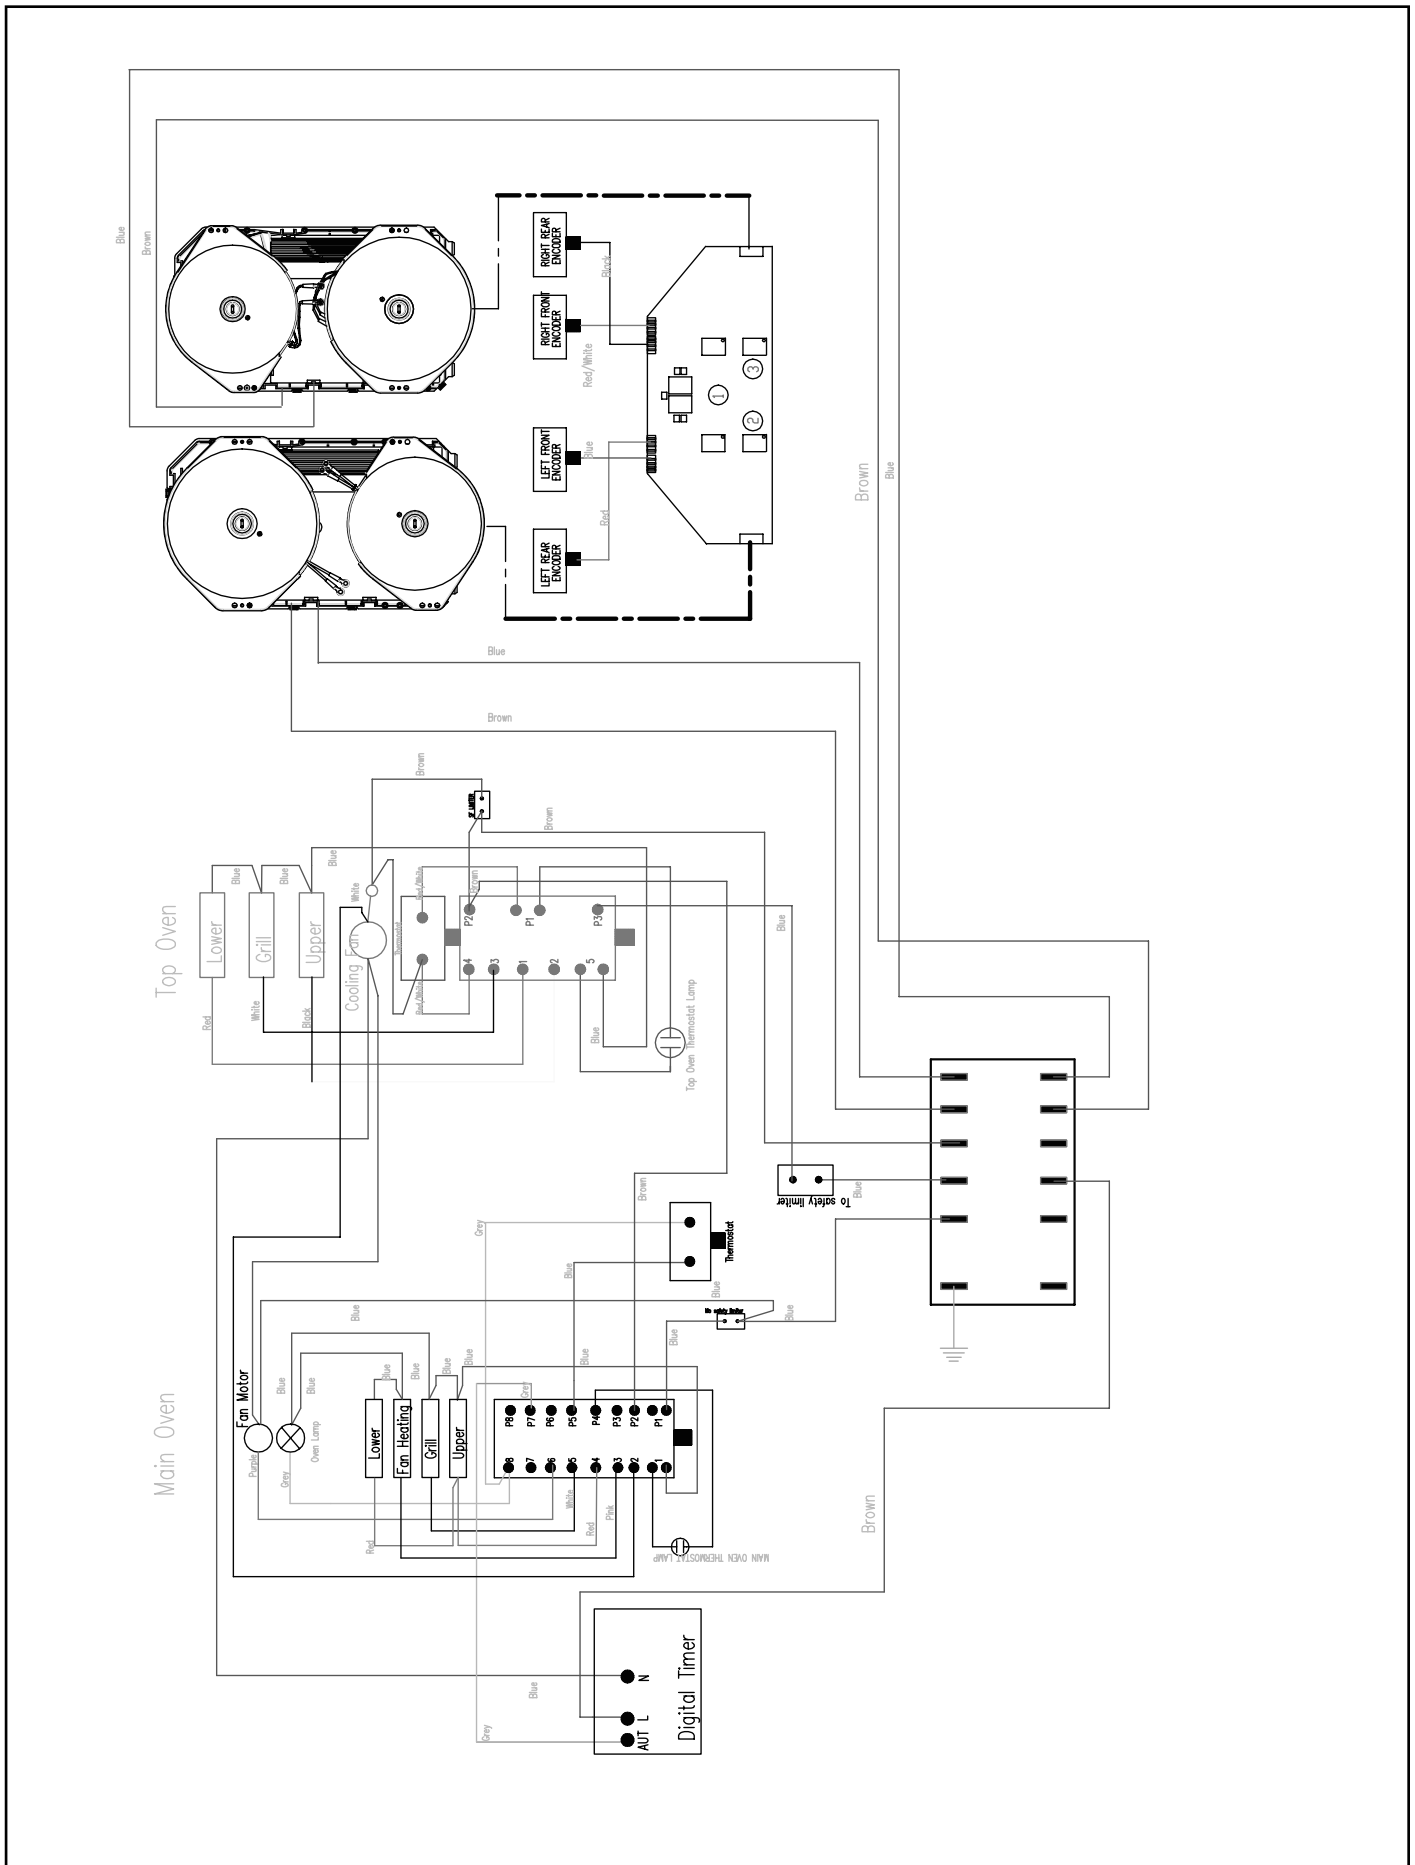 Blue
Brown
RIGHT REAR
ENCODER
Black
RIGHT FRONT
ENCODER
Red/White
LEFT FRONT
ENCODER
Blue
LEFT REAR
ENCODER
Red
1
2
3
Brown
Blue
Blue
Brown
Brown
SF LIMITER
Brown
Top Oven
Lower
Grill
Upper
Blue
Blue
Blue
White
Cooling Fan
Thermostat
Red/White
Red/White
Brown
P2
P1
P3
4
3
1
2
5
Red
White
Black
Blue
Top Oven Thermostat Lamp
Blue
To safety limiter
Blue
Brown
Thermostat
Grey
Blue
Blue
Blue
Blue
Blue
Main Oven
Fan Motor
Oven Lamp
Blue
Blue
Blue
Blue
Blue
Blue
Blue
Purple
Grey
Lower
Fan Heating
Grill
Upper
Grey
P8
P7
P6
P5
P4
P3
P2
P1
8
7
6
5
4
3
2
1
Red
White
Red
Pink
MAIN OVEN THERMOSTAT LAMP
Brown
Blue
Grey
N
L
AUT
Digital Timer